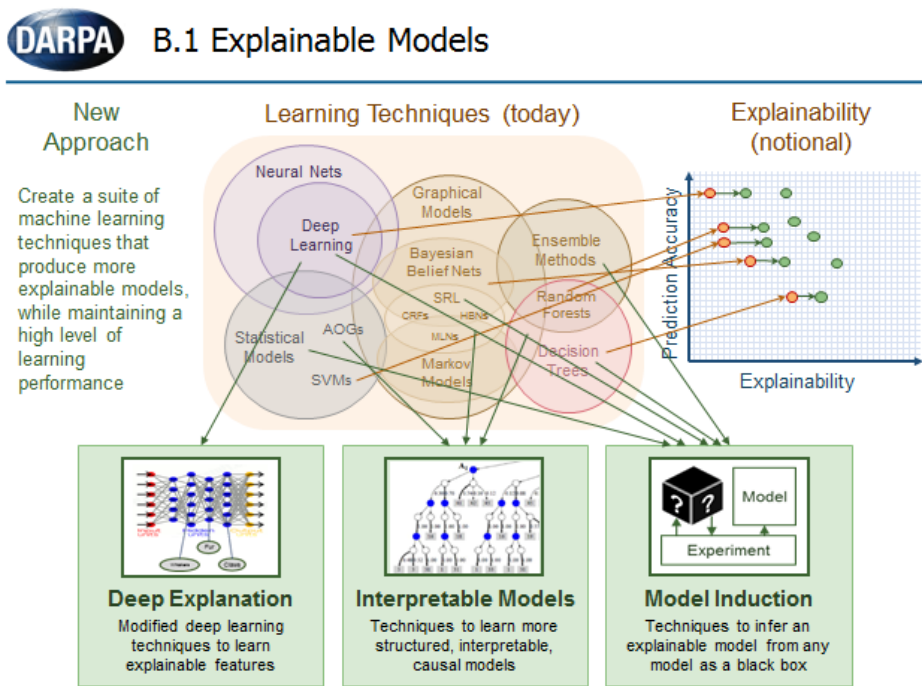 DARPA
B.1 Explainable Models
New
Approach
Create a suite of
machine learning
techniques that
produce more
explainable models,
while maintaining a
high level of
learning
performance
Learning Techniques (today)
Neural Nets
Deep
Learning
Graphical
Models
Bayesian
Belief Nets
SRL
CRFs
HBNs
MLNs
Markov
Models
Ensemble
Methods
Random
Forests
Decision
Trees
Statistical
Models
AOGs
SVMs
Explainability
(notional)
Prediction Accuracy
Explainability
Deep Explanation
Modified deep learning
techniques to learn
explainable features
Interpretable Models
Techniques to learn more
structured, interpretable,
causal models
? ?
Model
Experiment
Model Induction
Techniques to infer an
explainable model from any
model as a black box